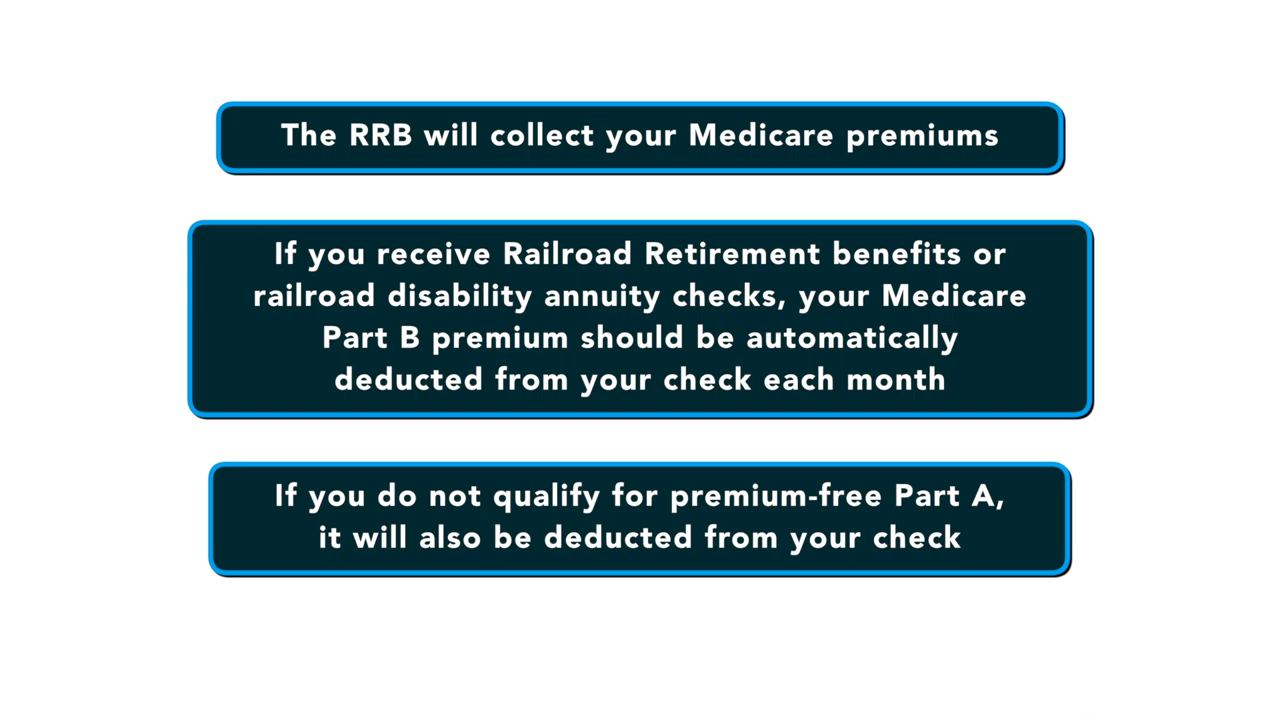 The RRB will collect your Medicare premiums
If you receive Railroad Retirement benefits or
railroad disability annuity checks, your Medicare
Part B premium should be automatically
deducted from your check each month
If you do not qualify for premium-free Part A,
it will also be deducted from your check